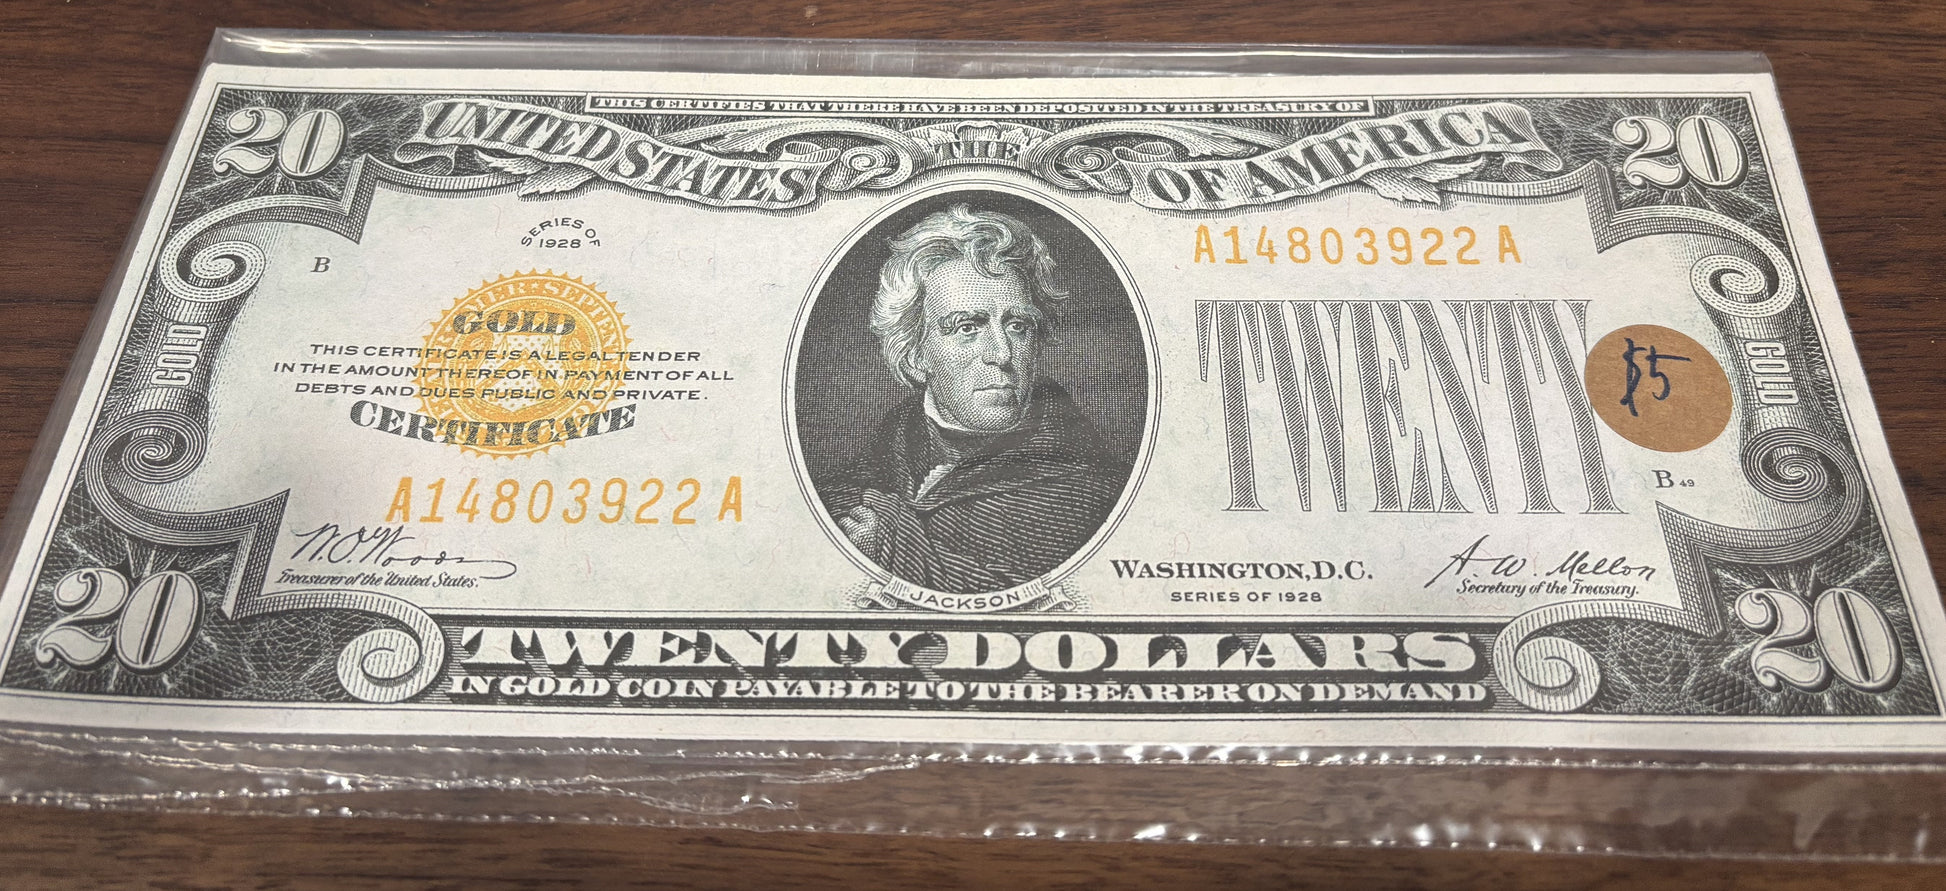 THIS CERTIFIES THAT THERE HAVE BEEN DEPOSITED IN THE TREASURY OF
20
UNITED STATES
THE
OF AMERICA
20
SERIES OF
1928
B
A14803922A
GOLD
GOLD
THIS CERTIFICATE IS A LEGAL TENDER
IN THE AMOUNT THEREOF IN PAYMENT OF ALL
DEBTS AND DUES PUBLIC AND PRIVATE.
CERTIFICATE
TWENTY
$5
GOLD
A14803922A
B 49
W.O. Woods
Treasurer of the United States.
WASHINGTON, D.C.
SERIES OF 1928
A.W. Mellon
Secretary of the Treasury.
JACKSON
20
TWENTY DOLLARS
20
IN GOLD COIN PAYABLE TO THE BEARER ON DEMAND